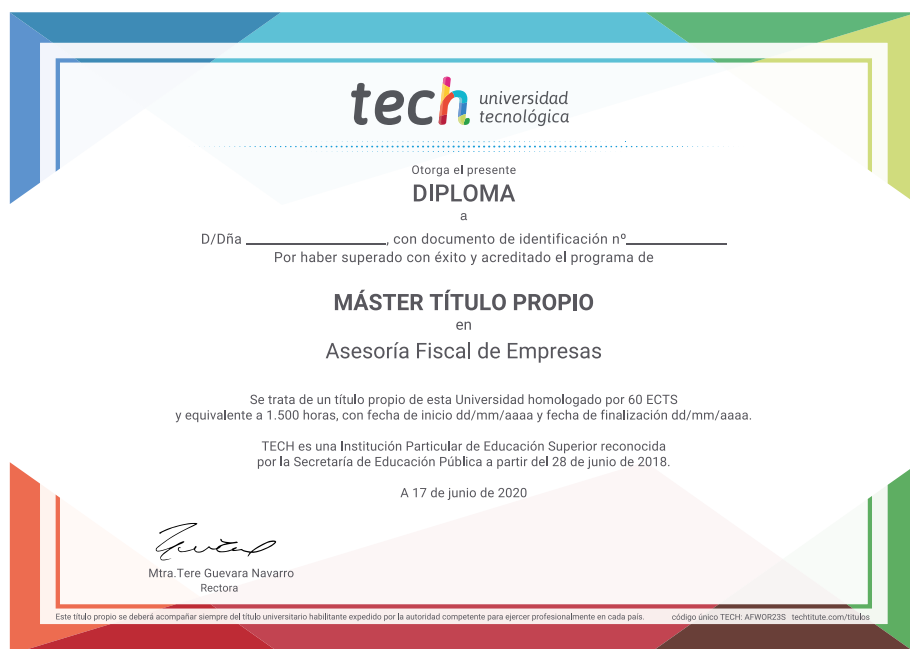 tech universidad
tecnológica
Otorga el presente
DIPLOMA
a
D/Dña ________________, con documento de identificación nº____________
Por haber superado con éxito y acreditado el programa de
MÁSTER TÍTULO PROPIO
en
Asesoría Fiscal de Empresas
Se trata de un título propio de esta Universidad homologado por 60 ECTS
y equivalente a 1.500 horas, con fecha de inicio dd/mm/aaaa y fecha de finalización dd/mm/aaaa.
TECH es una Institución Particular de Educación Superior reconocida
por la Secretaría de Educación Pública a partir del 28 de junio de 2018.
A 17 de junio de 2020
Mtra.Tere Guevara Navarro
Rectora
Este título propio se deberá acompañar siempre del título universitario habilitante expedido por la autoridad competente para ejercer profesionalmente en cada país. código único TECH: AFWOR23S techtitute.com/titulos